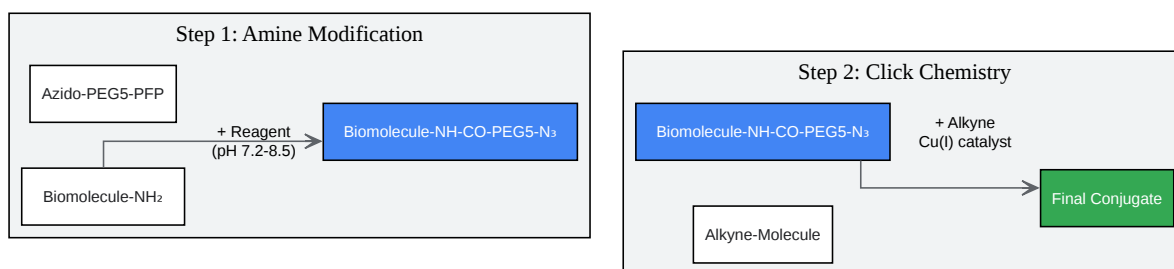 Step 1: Amine Modification
Azido-PEG5-PFP
+ Reagent
(pH 7.2-8.5)
Biomolecule-NH-CO-PEG5-N₃
Biomolecule-NH₂
Step 2: Click Chemistry
Biomolecule-NH-CO-PEG5-N₃
+ Alkyne
Cu(I) catalyst
Final Conjugate
Alkyne-Molecule